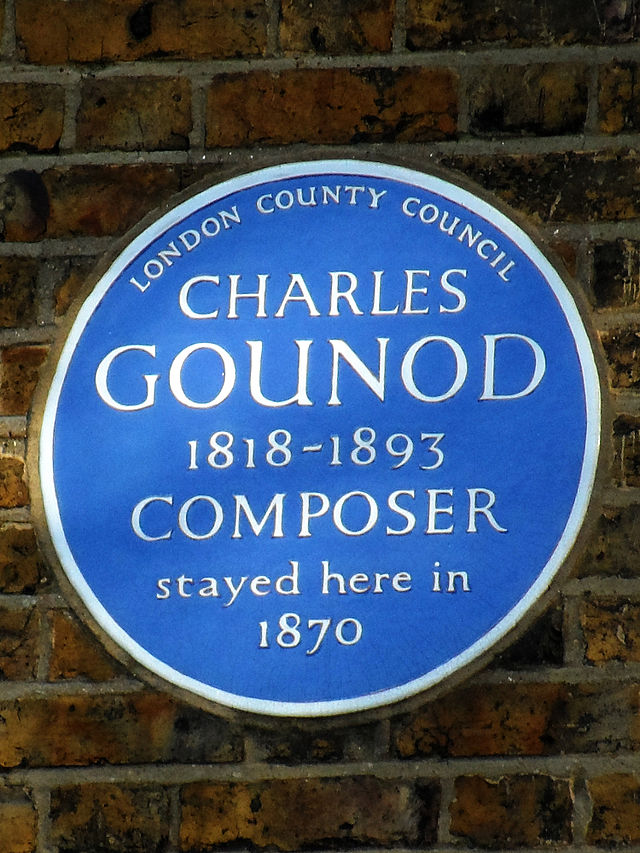 LONDON COUNTY COUNCIL
CHARLES
GOUNOD
1818-1893
COMPOSER
stayed here in
1870